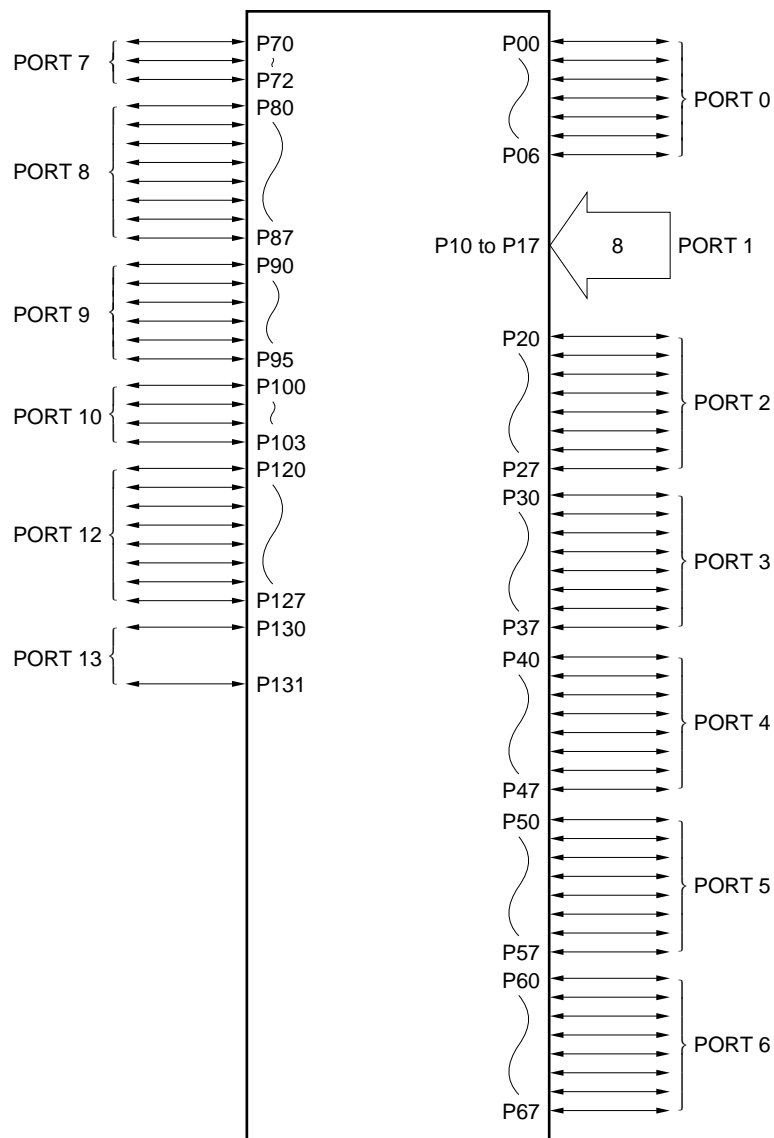 PORT 7
P70
P72
PORT 8
P80
P87
PORT 9
P90
P95
PORT 10
P100
P103
PORT 12
P120
P127
PORT 13
P130
P131
P00
P06
PORT 0
P10 to P17
8
PORT 1
P20
P27
PORT 2
P30
P37
PORT 3
P40
P47
PORT 4
P50
P57
PORT 5
P60
P67
PORT 6